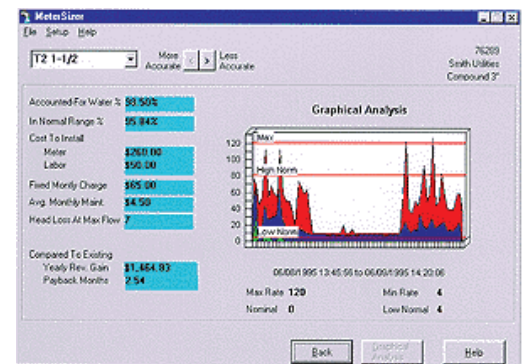 MeterSizer
File Setup Help
T2 1-1/2
More Accurate < > Less Accurate
76289
Smith Utilities
Compound 3"
Accounted-For Water % 98.50%
In Normal Range % 95.84%
Cost To Install
Meter $260.00
Labor $50.00
Fixed Montly Charge $65.00
Avg. Monthly Maint. $4.50
Head Loss At Max Flow 7
Compared To Existing
Yearly Rev. Gain $1,464.83
Payback Months 2.54
Graphical Analysis
120
100
80
60
40
20
0
Max
High Norm
Low Norm
06/08/1995 13:45:56 to 06/09/1995 14:20:06
Max Rate 120 Min Rate 4
Nominal 0 Low Normal 4
Back Graphical Analysis Help